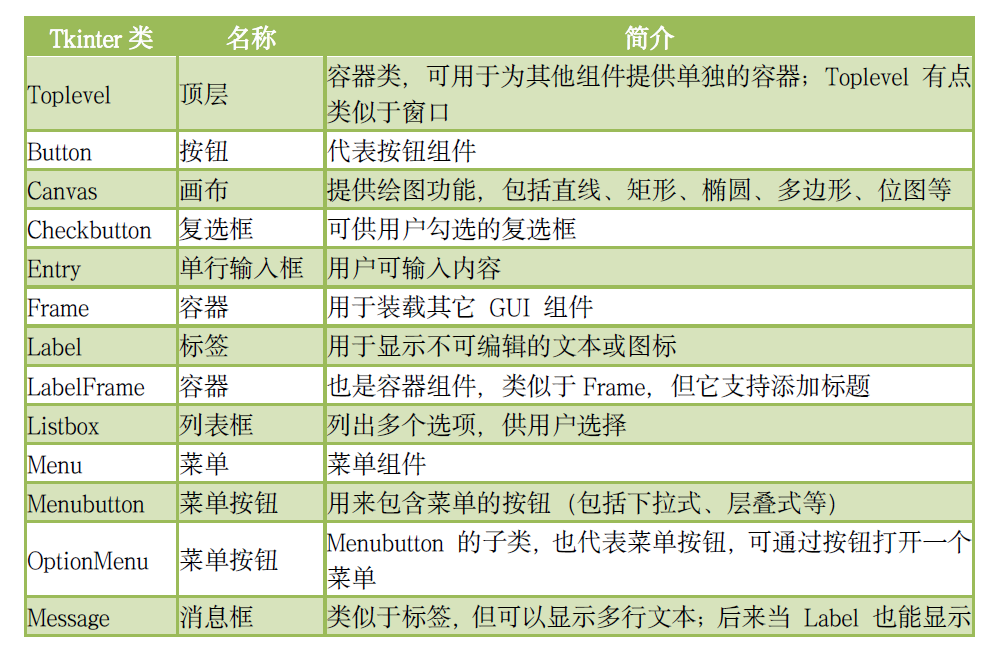 Tkinter 类 名称 简介
Toplevel 顶层 容器类，可用于为其他组件提供单独的容器；Toplevel 有点
类似于窗口
Button 按钮 代表按钮组件
Canvas 画布 提供绘图功能，包括直线、矩形、椭圆、多边形、位图等
Checkbutton 复选框 可供用户勾选的复选框
Entry 单行输入框 用户可输入内容
Frame 容器 用于装载其它 GUI 组件
Label 标签 用于显示不可编辑的文本或图标
LabelFrame 容器 也是容器组件，类似于 Frame，但它支持添加标题
Listbox 列表框 列出多个选项，供用户选择
Menu 菜单 菜单组件
Menubutton 菜单按钮 用来包含菜单的按钮（包括下拉式、层叠式等）
OptionMenu 菜单按钮 Menubutton 的子类，也代表菜单按钮，可通过按钮打开一个
菜单
Message 消息框 类似于标签，但可以显示多行文本；后来当 Label 也能显示